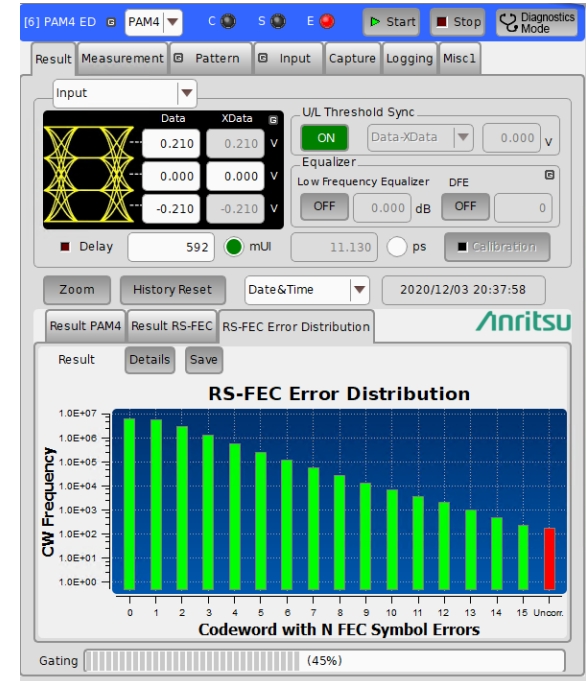 [6] PAM4 ED G PAM4 C S E Start Stop Diagnostics Mode
Result Measurement G Pattern G Input Capture Logging Misc1
Input
Data XData G
0.210 0.210 V
0.000 0.000 V
-0.210 -0.210 V
U/L Threshold Sync
ON Data-XData 0.000 V
Equalizer
Low Frequency Equalizer DFE G
OFF 0.000 dB OFF 0
Delay 592 mUI 11.130 ps Calibration
Zoom History Reset Date&Time 2020/12/03 20:37:58
Result PAM4 Result RS-FEC RS-FEC Error Distribution
Anritsu
Result Details Save
RS-FEC Error Distribution
CW Frequency
1.0E+07
1.0E+06
1.0E+05
1.0E+04
1.0E+03
1.0E+02
1.0E+01
1.0E+00
0 1 2 3 4 5 6 7 8 9 10 11 12 13 14 15 Uncorr.
Codeword with N FEC Symbol Errors
Gating (45%)